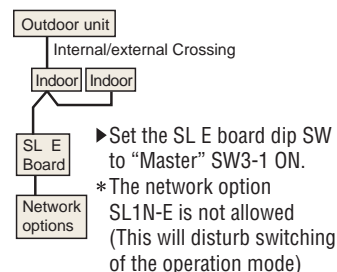 Outdoor unit
Internal/external Crossing
Indoor Indoor
SL E
Board
▶Set the SL E board dip SW
to “Master” SW3-1 ON.
Network
options
*The network option
SL1N-E is not allowed
(This will disturb switching
of the operation mode)